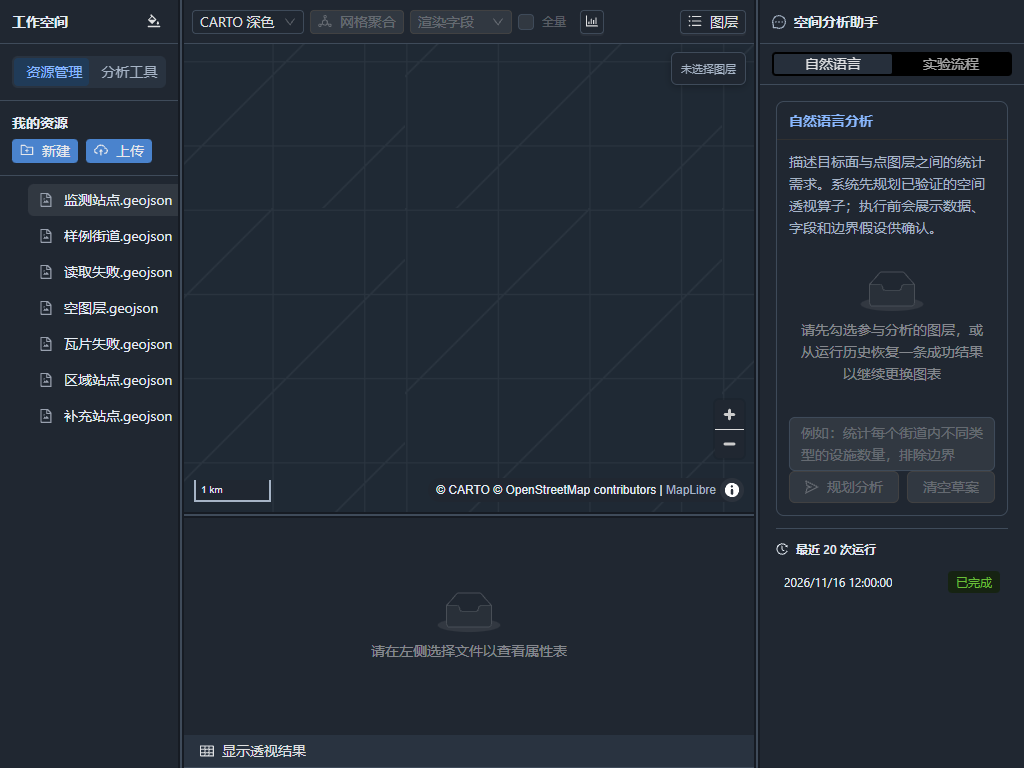 工作空间
资源管理
分析工具
我的资源
新建
上传
监测站点.geojson
样例街道.geojson
读取失败.geojson
空图层.geojson
瓦片失败.geojson
区域站点.geojson
补充站点.geojson
CARTO 深色
网格聚合
渲染字段
全量
图层
未选择图层
1 km
© CARTO © OpenStreetMap contributors | MapLibre
请在左侧选择文件以查看属性表
显示透视结果
空间分析助手
自然语言
实验流程
自然语言分析
描述目标面与点图层之间的统计
需求。系统先规划已验证的空间
透视算子；执行前会展示数据、
字段和边界假设供确认。
请先勾选参与分析的图层，或
从运行历史恢复一条成功结果
以继续更换图表
例如：统计每个街道内不同类
型的设施数量，排除边界
规划分析
清空草案
最近 20 次运行
2026/11/16 12:00:00
已完成